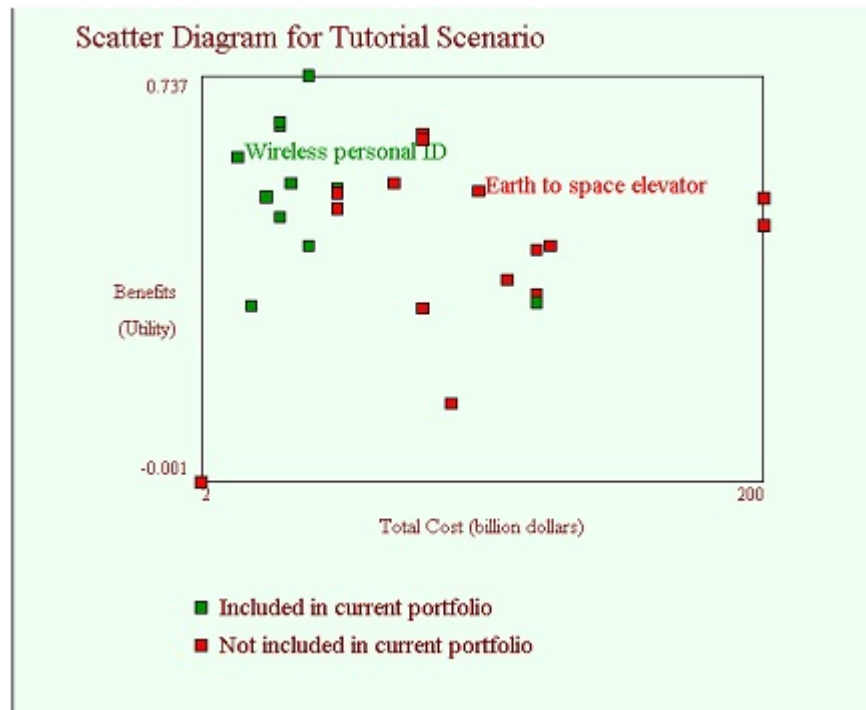 Scatter Diagram for Tutorial Scenario
0.737
Wireless personal ID
Earth to space elevator
Benefits
(Utility)
-0.001
2
200
Total Cost (billion dollars)
Included in current portfolio
Not included in current portfolio